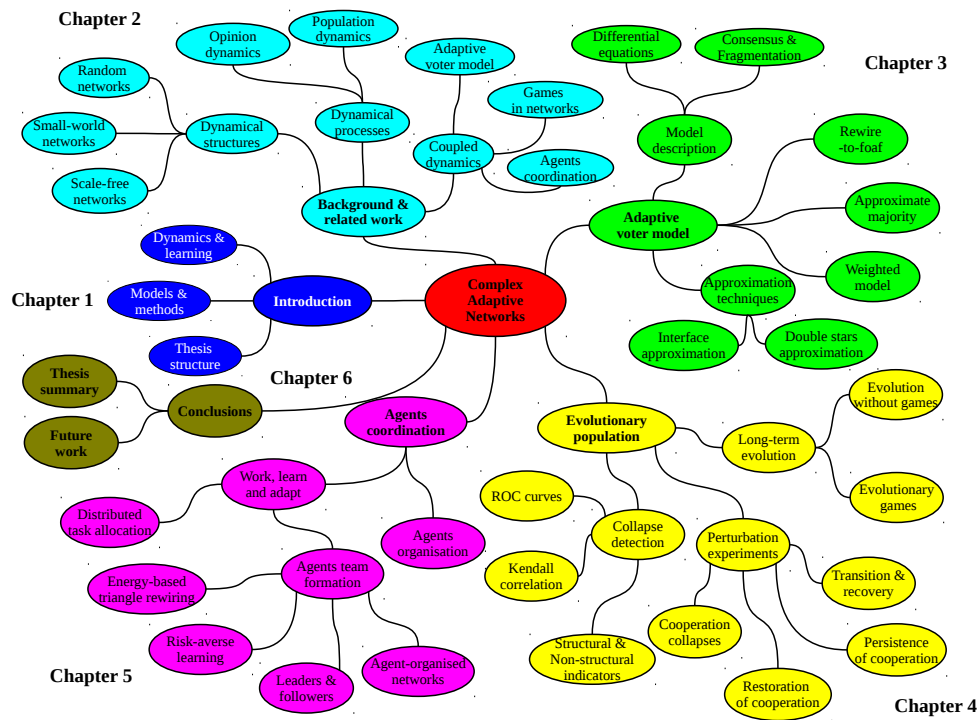 Chapter 2
Opinion
dynamics
Population
dynamics
Adaptive
voter model
Random
networks
Games
in networks
Small-world
networks
Dynamical
structures
Dynamical
processes
Coupled
dynamics
Agents
coordination
Scale-free
networks
Background &
related work
Differential
equations
Consensus &
Fragmentation
Chapter 3
Model
description
Rewire
-to-foaf
Adaptive
voter model
Approximate
majority
Weighted
model
Approximation
techniques
Interface
approximation
Double stars
approximation
Chapter 1
Dynamics &
learning
Models &
methods
Introduction
Thesis
structure
Complex
Adaptive
Networks
Chapter 6
Thesis
summary
Conclusions
Future
work
Agents
coordination
Work, learn
and adapt
Distributed
task allocation
Agents
organisation
Agents team
formation
Energy-based
triangle rewiring
Risk-averse
learning
Leaders &
followers
Agent-organised
networks
Chapter 5
Evolutionary
population
Long-term
evolution
Evolution
without games
Evolutionary
games
ROC curves
Collapse
detection
Kendall
correlation
Structural &
Non-structural
indicators
Perturbation
experiments
Transition &
recovery
Cooperation
collapses
Persistence
of cooperation
Restoration
of cooperation
Chapter 4